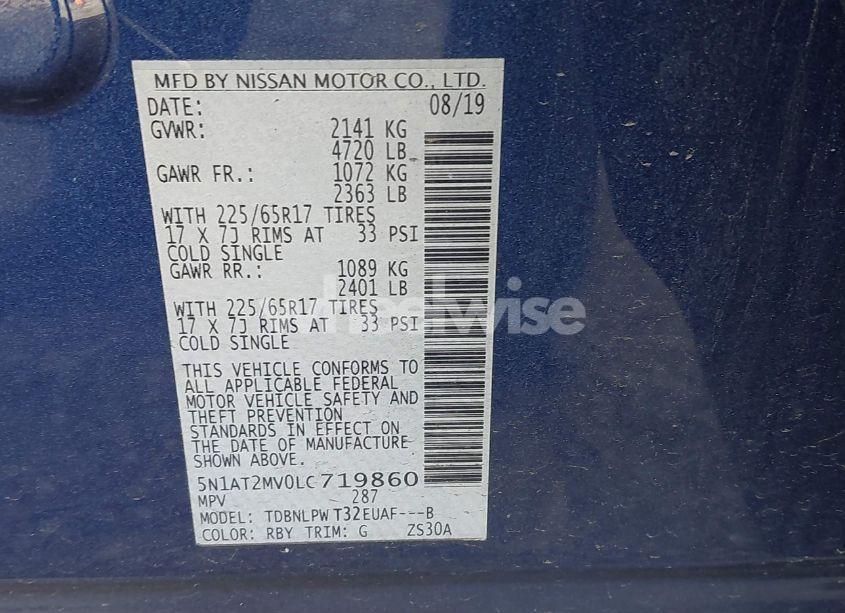 MFD BY NISSAN MOTOR CO., LTD.
DATE: 08/19
GVWR: 2141 KG
4720 LB
GAWR FR.: 1072 KG
2363 LB
WITH 225/65R17 TIRES
17 X 7J RIMS AT 33 PSI
COLD SINGLE
GAWR RR.: 1089 KG
2401 LB
WITH 225/65R17 TIRES
17 X 7J RIMS AT 33 PSI
COLD SINGLE
THIS VEHICLE CONFORMS TO
ALL APPLICABLE FEDERAL
MOTOR VEHICLE SAFETY AND
THEFT PREVENTION
STANDARDS IN EFFECT ON
THE DATE OF MANUFACTURE
SHOWN ABOVE.
5N1AT2MV0LC719860
MPV 287
MODEL: TDBNLPW T32EUAF---B
COLOR: RBY TRIM: G ZS30A